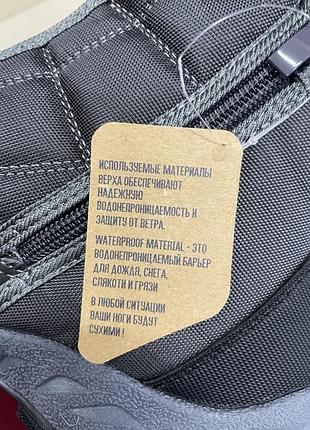 ИСПОЛЬЗУЕМЫЕ МАТЕРИАЛЫ
ВЕРХА ОБЕСПЕЧИВАЮТ
НАДЕЖНУЮ
ВОДОНЕПРОНИЦАЕМОСТЬ И
ЗАЩИТУ ОТ ВЕТРА.
WATERPROOF MATERIAL - ЭТО
ВОДОНЕПРОНИЦАЕМЫЙ БАРЬЕР
ДЛЯ ДОЖДЯ, СНЕГА,
СЛЯКОТИ И ГРЯЗИ
В ЛЮБОЙ СИТУАЦИИ
ВАШИ НОГИ БУДУТ
СУХИМИ !